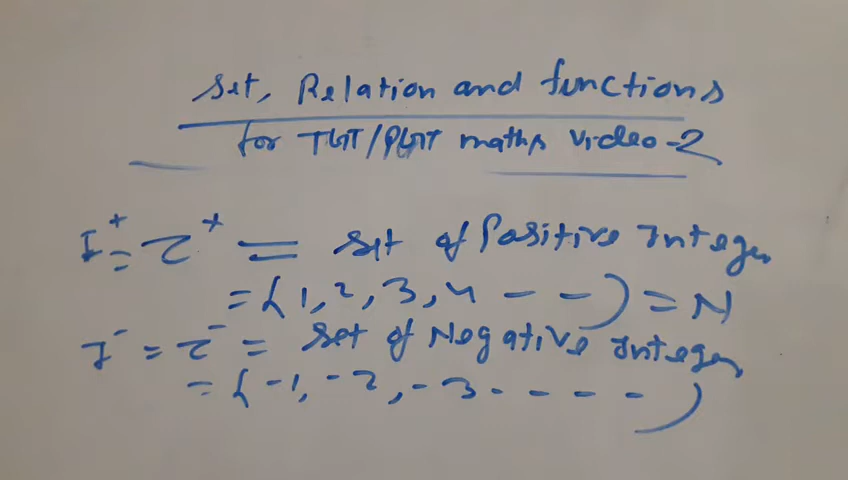 Set, Relation and functions
for TGT/PGT maths video-2
I⁺ = Z⁺ = set of Positive Integer
= {1, 2, 3, 4 - - -} = N
I⁻ = Z⁻ = set of Negative Integer
= {-1, -2, -3 - - - - -}